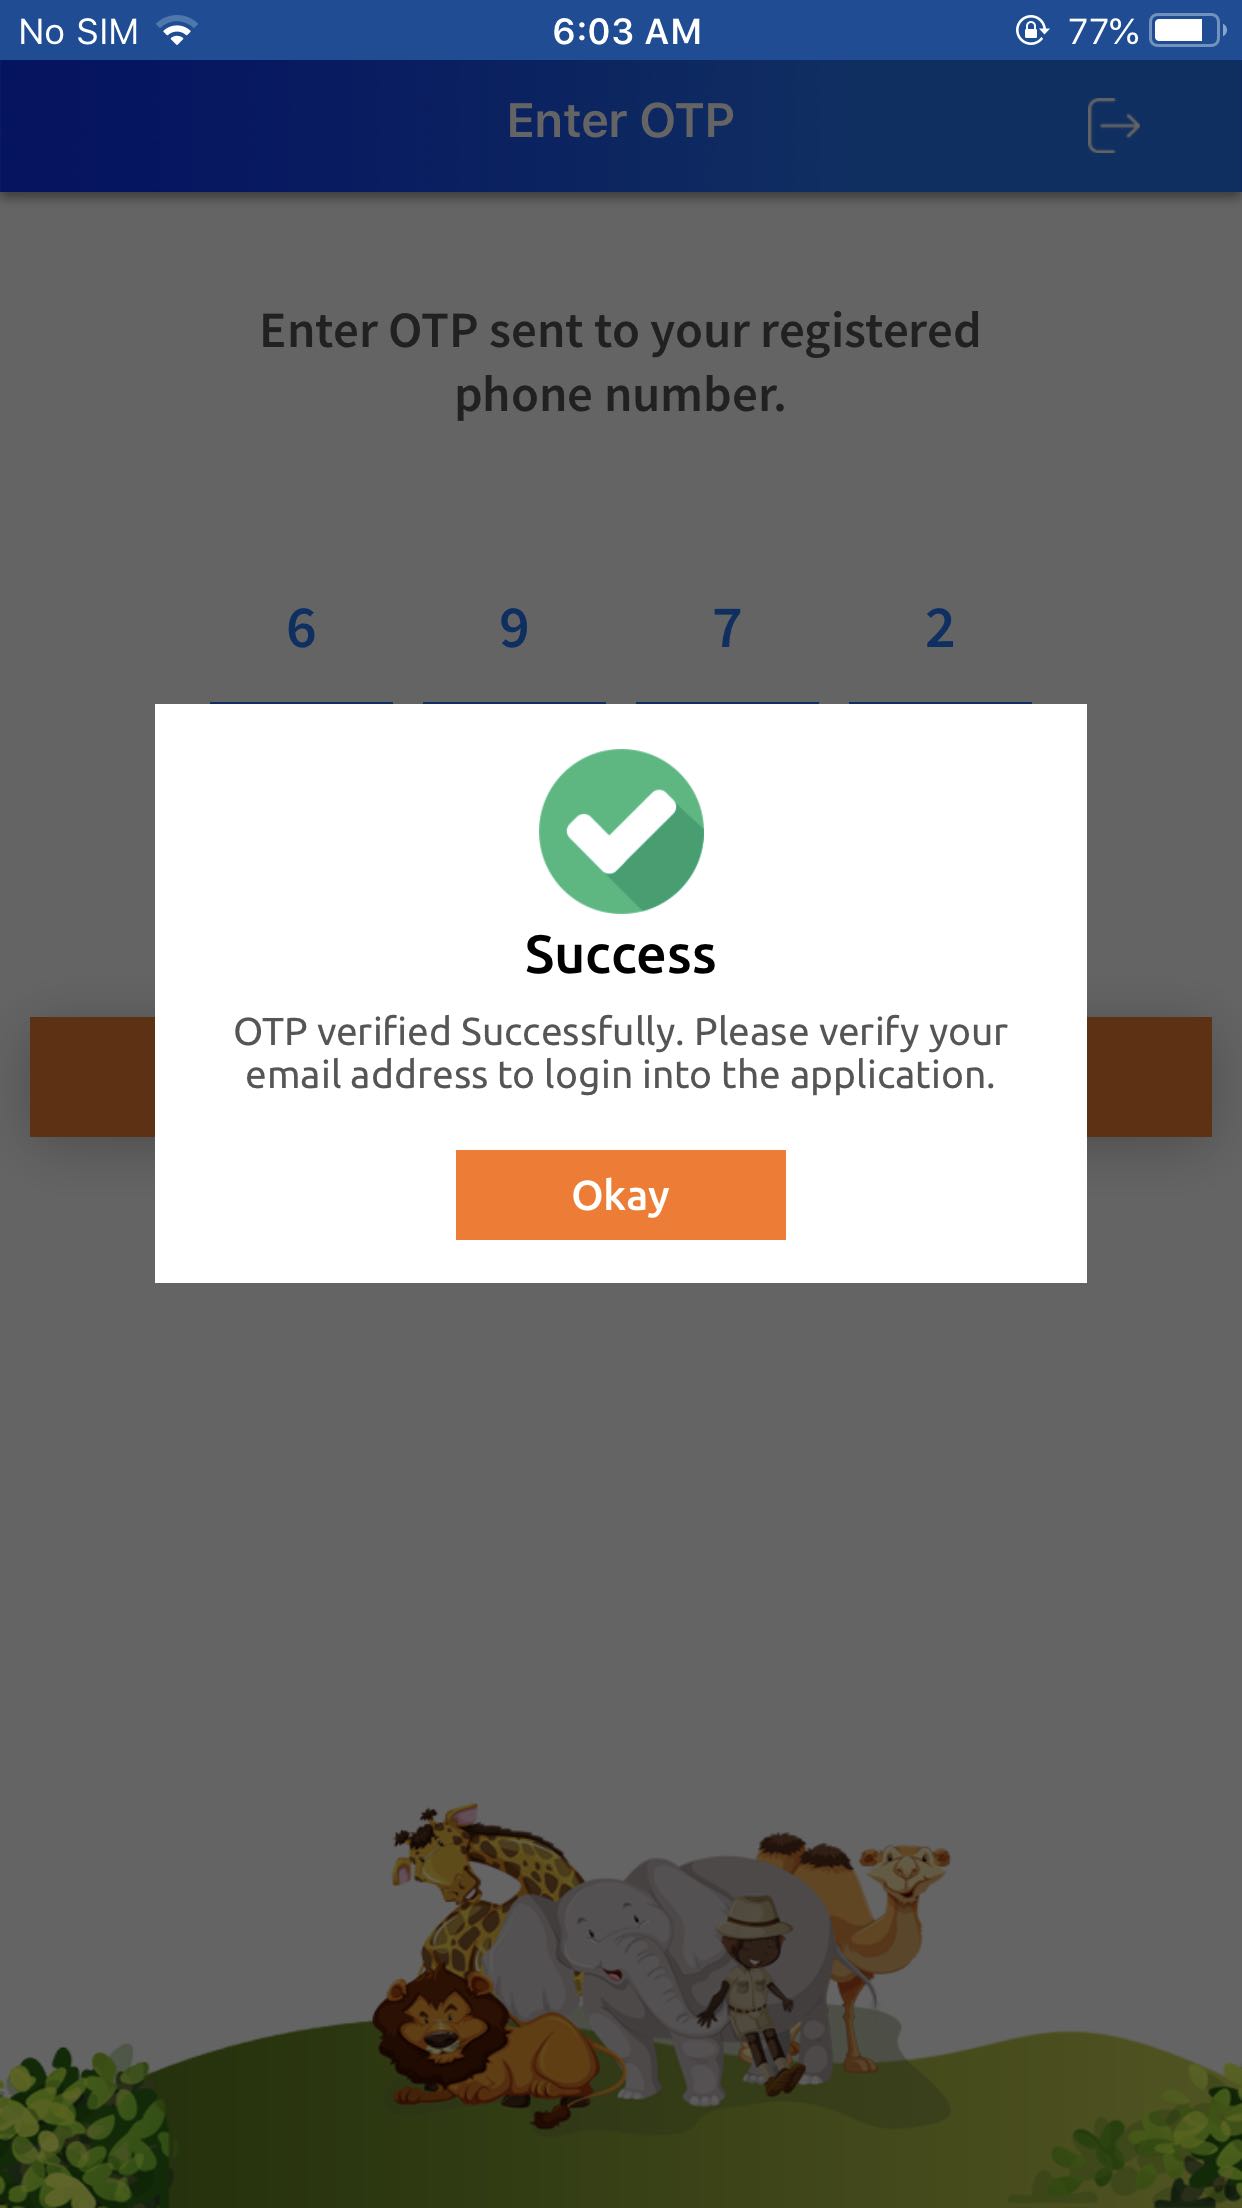 No SIM 6:03 AM 77%
Enter OTP
Enter OTP sent to your registered
phone number.
6 9 7 2
Success
OTP verified Successfully. Please verify your
email address to login into the application.
Okay